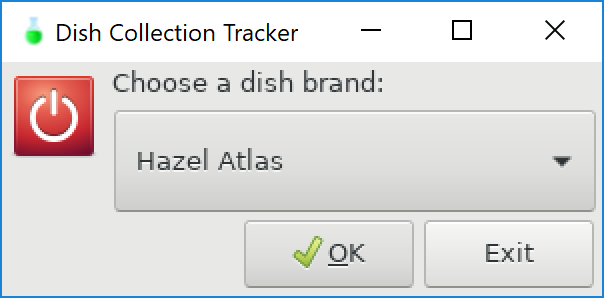 Dish Collection Tracker
Choose a dish brand:
Hazel Atlas
OK
Exit